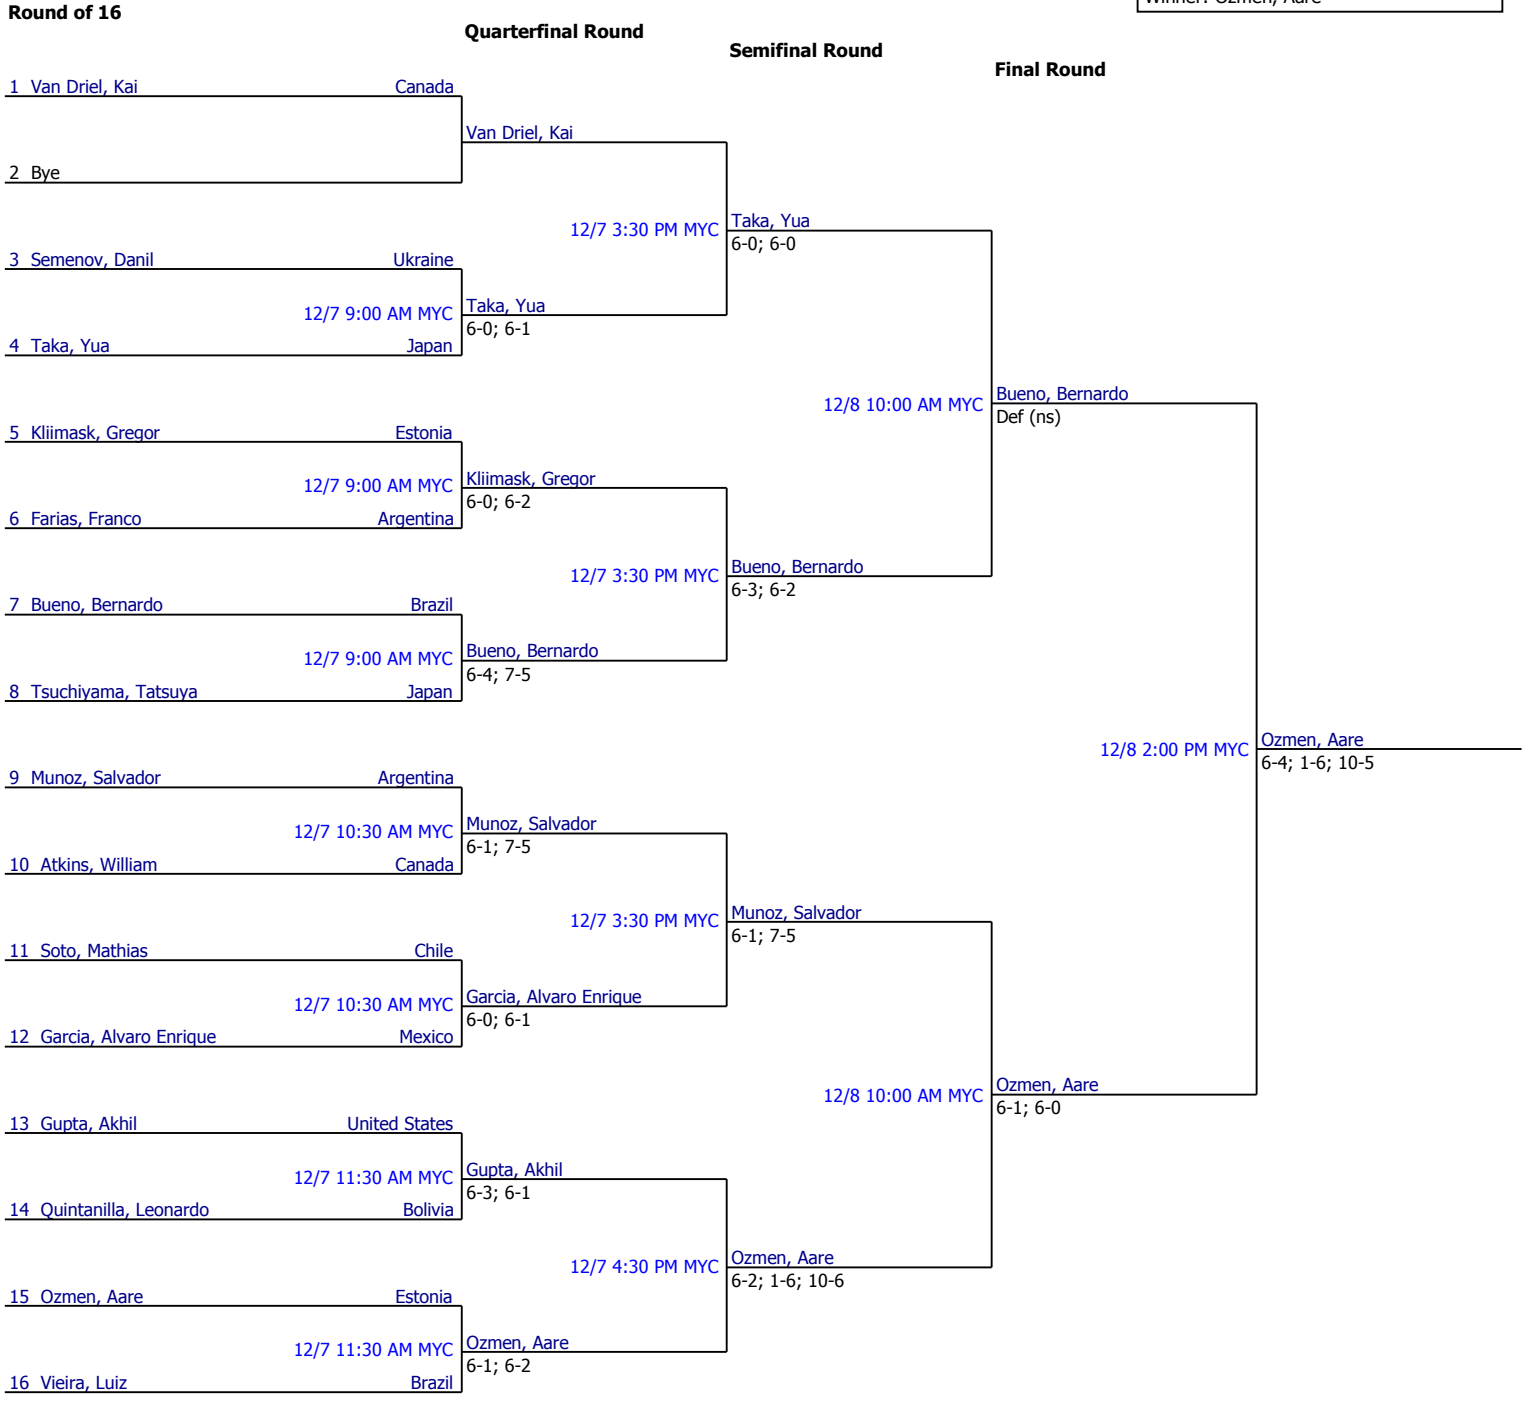 Winner: Ozmen, Aare
Round of 16
Quarterfinal Round
Semifinal Round
Final Round
1 Van Driel, Kai Canada
Van Driel, Kai
2 Bye
12/7 3:30 PM MYC Taka, Yua
6-0; 6-0
3 Semenov, Danil Ukraine
12/7 9:00 AM MYC Taka, Yua
6-0; 6-1
4 Taka, Yua Japan
12/8 10:00 AM MYC Bueno, Bernardo
Def (ns)
5 Kliimask, Gregor Estonia
12/7 9:00 AM MYC Kliimask, Gregor
6-0; 6-2
6 Farias, Franco Argentina
12/7 3:30 PM MYC Bueno, Bernardo
6-3; 6-2
7 Bueno, Bernardo Brazil
12/7 9:00 AM MYC Bueno, Bernardo
6-4; 7-5
8 Tsuchiyama, Tatsuya Japan
12/8 2:00 PM MYC Ozmen, Aare
6-4; 1-6; 10-5
9 Munoz, Salvador Argentina
12/7 10:30 AM MYC Munoz, Salvador
6-1; 7-5
10 Atkins, William Canada
12/7 3:30 PM MYC Munoz, Salvador
6-1; 7-5
11 Soto, Mathias Chile
12/7 10:30 AM MYC Garcia, Alvaro Enrique
6-0; 6-1
12 Garcia, Alvaro Enrique Mexico
12/8 10:00 AM MYC Ozmen, Aare
6-1; 6-0
13 Gupta, Akhil United States
12/7 11:30 AM MYC Gupta, Akhil
6-3; 6-1
14 Quintanilla, Leonardo Bolivia
12/7 4:30 PM MYC Ozmen, Aare
6-2; 1-6; 10-6
15 Ozmen, Aare Estonia
12/7 11:30 AM MYC Ozmen, Aare
6-1; 6-2
16 Vieira, Luiz Brazil